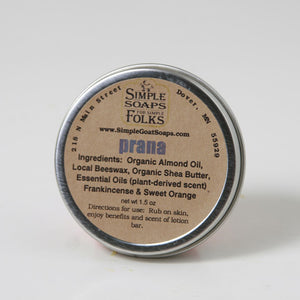 SIMPLE
SOAPS
FOR SIMPLE
FOLKS
215 N Main Street Dover, MN 55929
www.SimpleGoatSoaps.com
prana
Ingredients: Organic Almond Oil,
Local Beeswax, Organic Shea Butter,
Essential Oils (plant-derived scent)
Frankincense & Sweet Orange
net wt 1.5 oz
Directions for use: Rub on skin,
enjoy benefits and scent of lotion
bar.